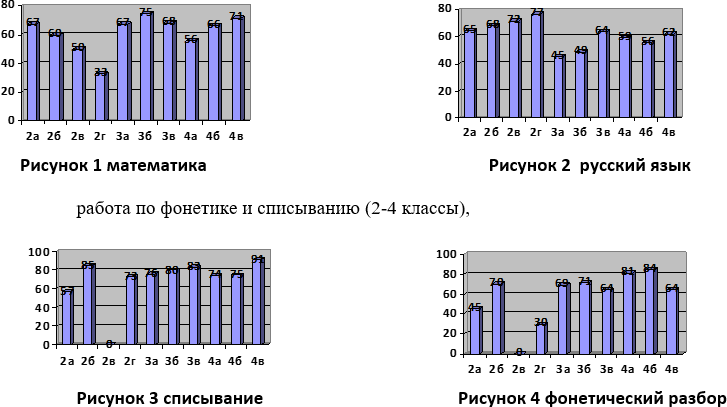 80
60
40
20
0
67 60 50 33 67 75 68 56 66 71
2а 2б 2в 2г 3а 3б 3в 4а 4б 4в
Рисунок 1 математика
80
60
40
20
0
65 68 72 77 45 49 64 59 56 62
2а 2б 2в 2г 3а 3б 3в 4а 4б 4в
Рисунок 2 русский язык
работа по фонетике и списыванию (2-4 классы),
100
80
60
40
20
0
57 85 0 73 76 80 83 74 75 91
2а 2б 2в 2г 3а 3б 3в 4а 4б 4в
Рисунок 3 списывание
100
80
60
40
20
0
45 70 0 30 69 71 64 81 84 64
2а 2б 2в 2г 3а 3б 3в 4а 4б 4в
Рисунок 4 фонетический разбор